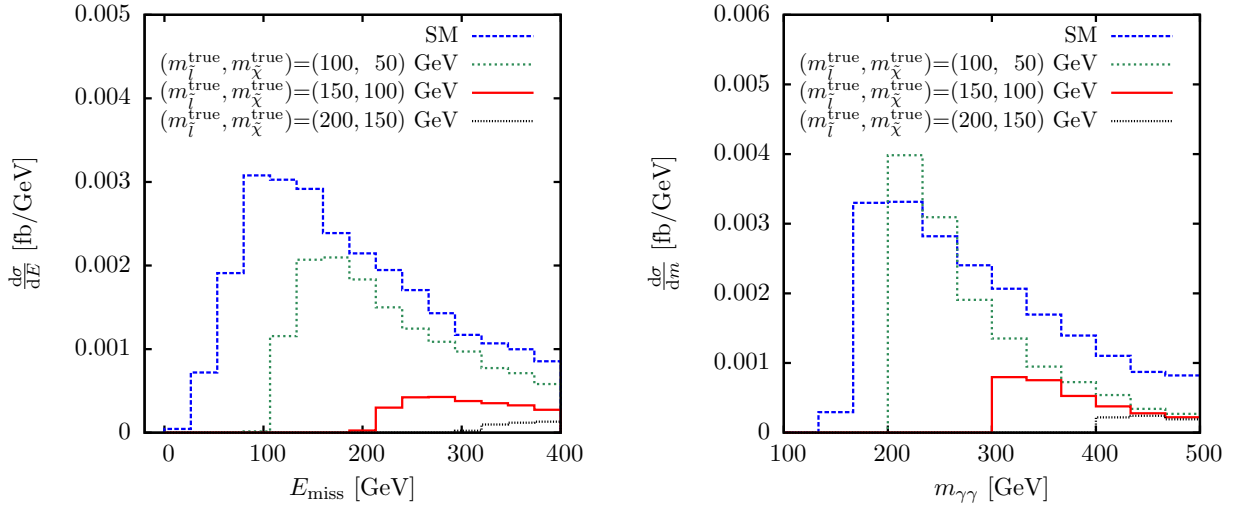 0.005
0.004
0.003
0.002
0.001
0
dσ/dE [fb/GeV]
SM
(m_l̃^true, m_χ̃^true)=(100, 50) GeV
(m_l̃^true, m_χ̃^true)=(150, 100) GeV
(m_l̃^true, m_χ̃^true)=(200, 150) GeV
0 100 200 300 400
E_miss [GeV]
0.006
0.005
0.004
0.003
0.002
0.001
0
dσ/dm [fb/GeV]
SM
(m_l̃^true, m_χ̃^true)=(100, 50) GeV
(m_l̃^true, m_χ̃^true)=(150, 100) GeV
(m_l̃^true, m_χ̃^true)=(200, 150) GeV
100 200 300 400 500
m_γγ [GeV]